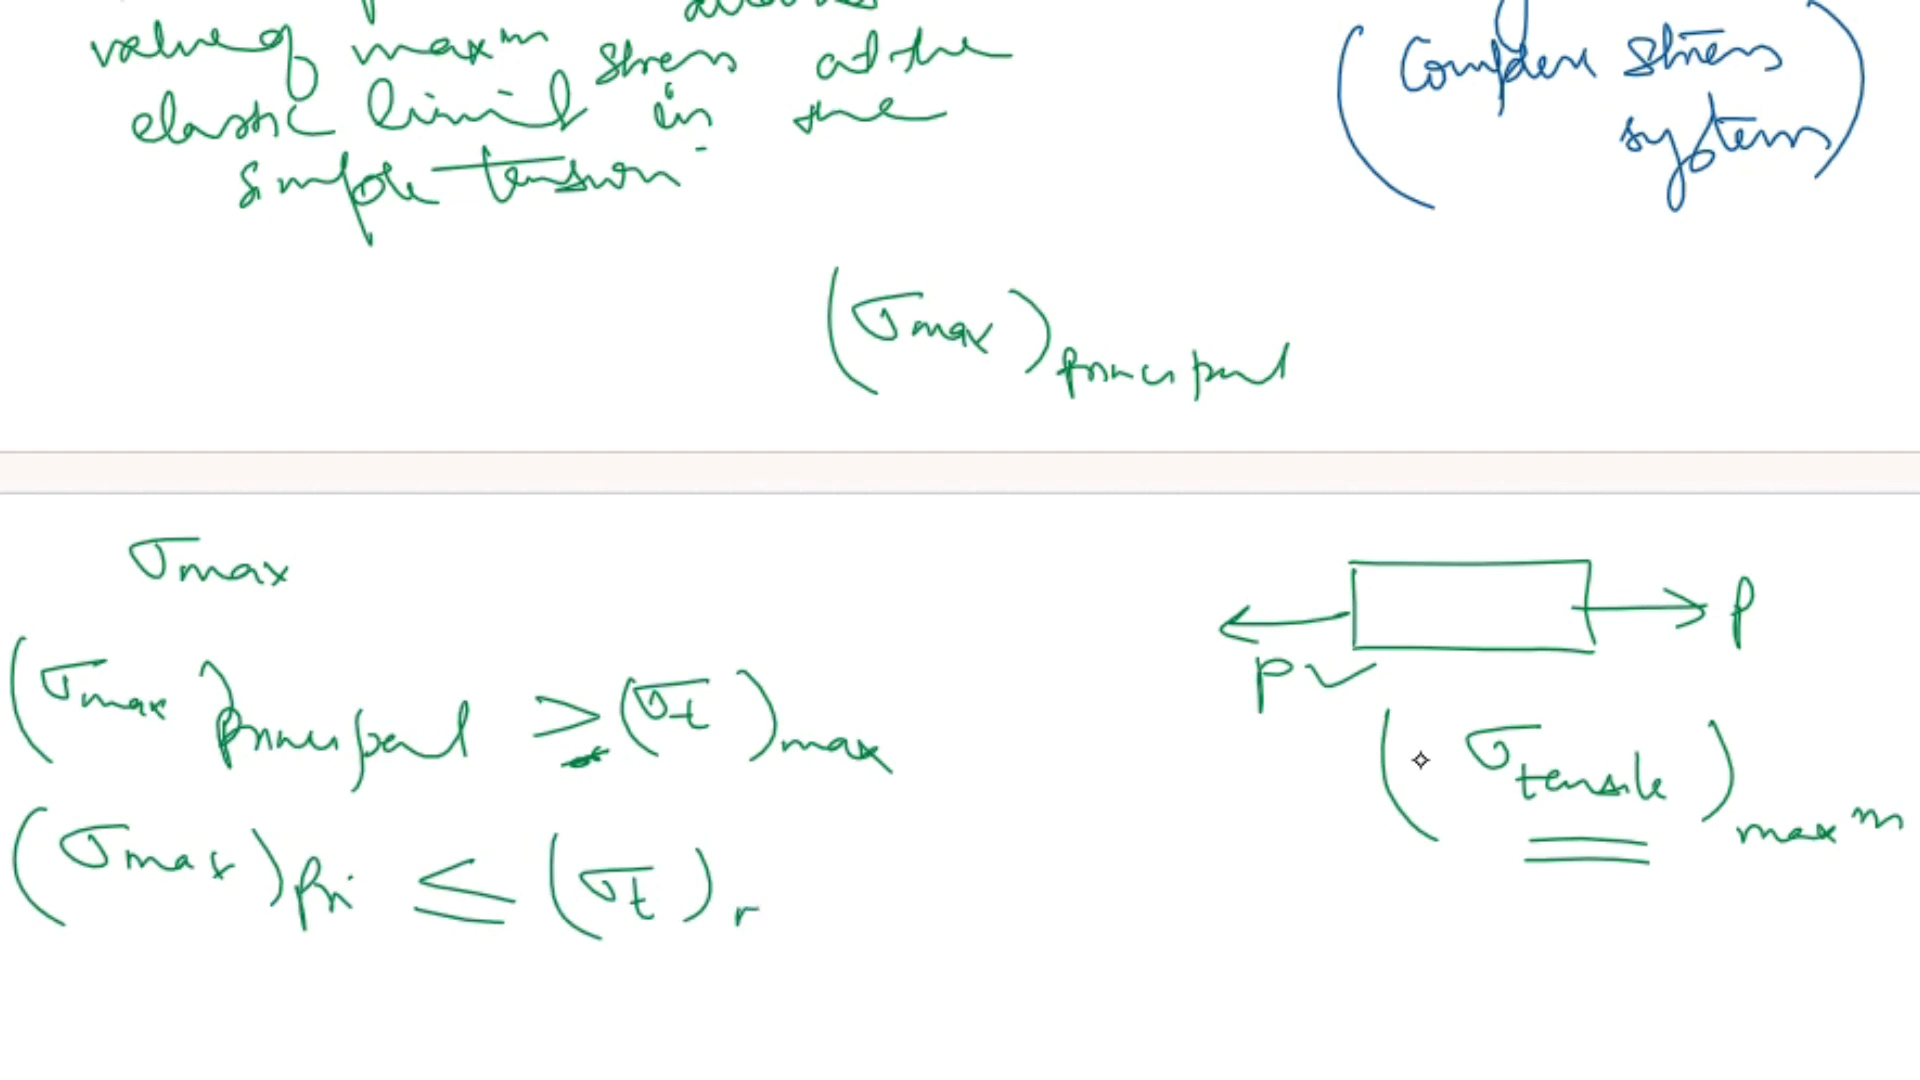 value of maxm stress at the
elastic limit in the
simple tension
(Complex stress
system)
(σmax)principal
σmax
(σmax)principal ≥ (σt)max
(σmax)pri ≤ (σt)r
P
P ✓
(σtensile)maxm